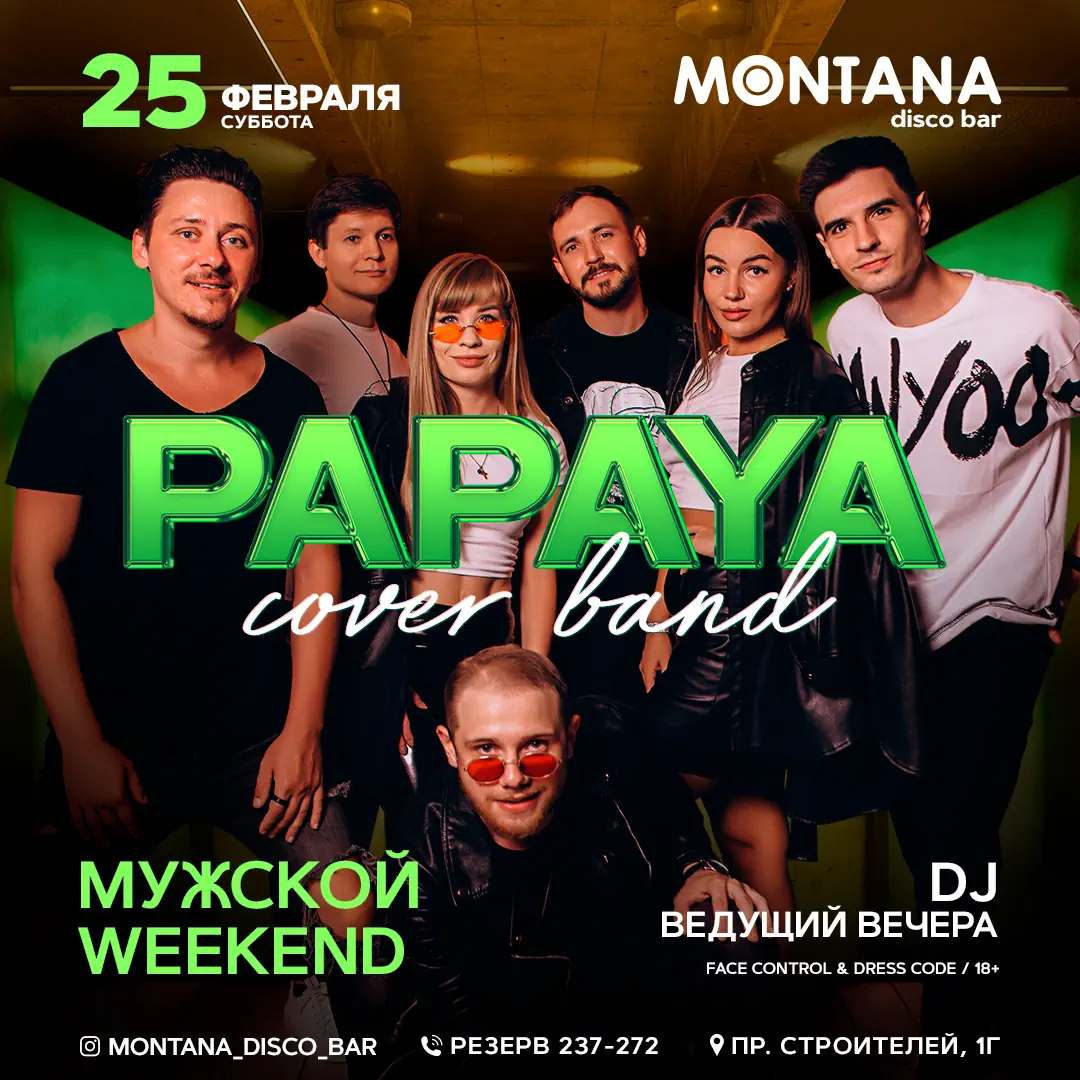 25 ФЕВРАЛЯ
СУББОТА
MONTANA
disco bar
PAPAYA
cover band
МУЖСКОЙ
WEEKEND
DJ
ВЕДУЩИЙ ВЕЧЕРА
FACE CONTROL & DRESS CODE / 18+
MONTANA_DISCO_BAR
РЕЗЕРВ 237-272
ПР. СТРОИТЕЛЕЙ, 1Г